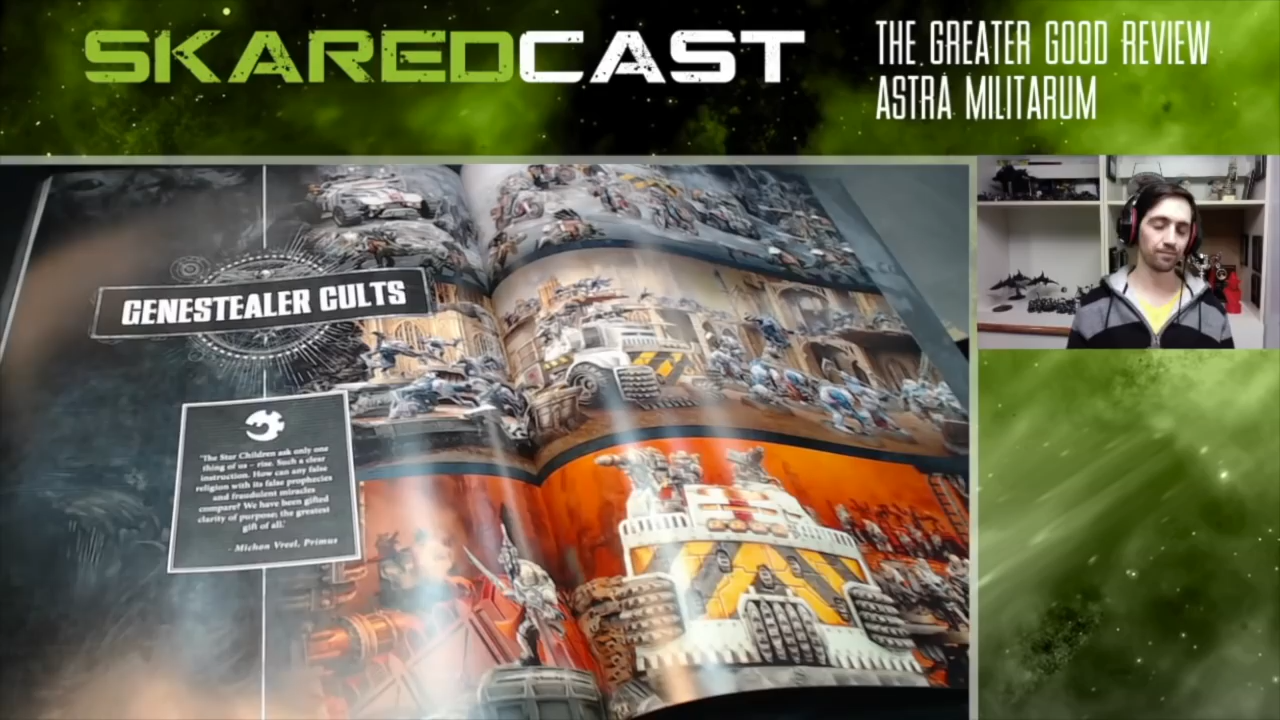 SKAREDCAST
THE GREATER GOOD REVIEW
ASTRA MILITARUM
GENESTEALER CULTS
'The Star Children ask only one
thing of us – rise. Such a clear
instruction. How can any false
religion with its false prophecies
and fraudulent miracles
compare? We have been gifted
clarity of purpose; the greatest
gift of all.'
- Michon Vreel, Primus